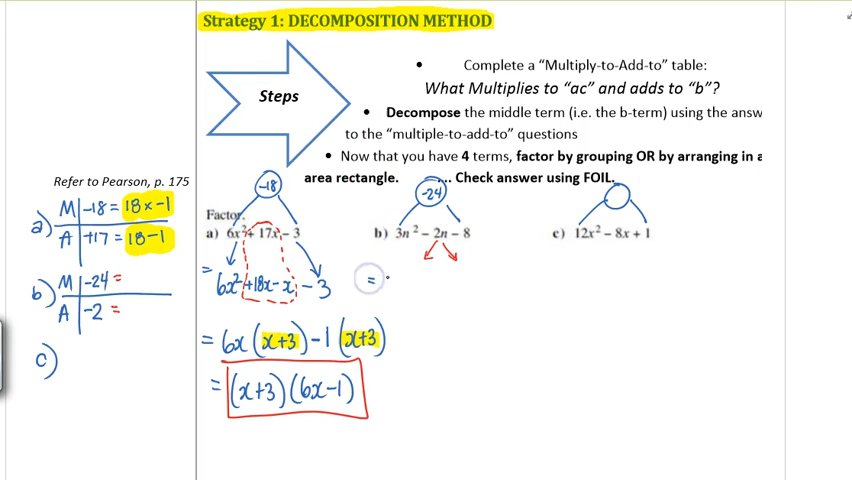 Strategy 1: DECOMPOSITION METHOD
Steps
• Complete a "Multiply-to-Add-to" table:
What Multiplies to "ac" and adds to "b"?
• Decompose the middle term (i.e. the b-term) using the answ
to the "multiple-to-add-to" questions
• Now that you have 4 terms, factor by grouping OR by arranging in a
area rectangle. ... Check answer using FOIL.
Refer to Pearson, p. 175
a) M -18 = 18x-1
A +17 = 18-1
b) M -24 =
A -2 =
c)
-18
-24
Factor.
a) 6x² + 17x - 3
b) 3n² - 2n - 8
c) 12x² - 8x + 1
= 6x² +18x - x - 3
=
= 6x (x+3) - 1 (x+3)
= (x+3) (6x-1)